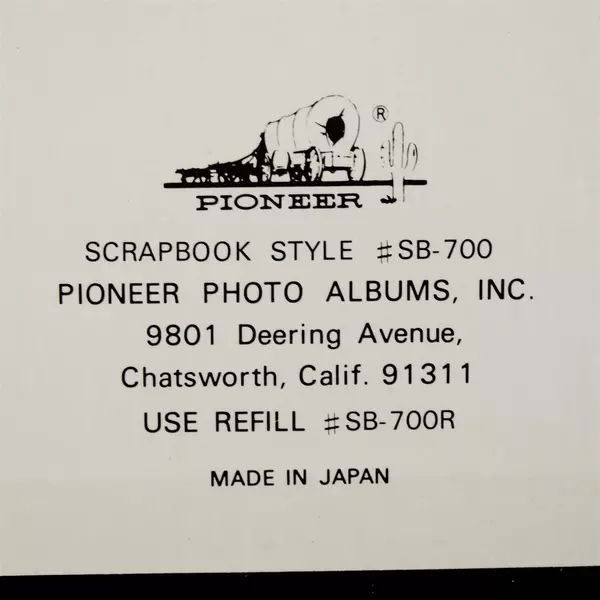 ®
PIONEER
SCRAPBOOK STYLE #SB-700
PIONEER PHOTO ALBUMS, INC.
9801 Deering Avenue,
Chatsworth, Calif. 91311
USE REFILL #SB-700R
MADE IN JAPAN